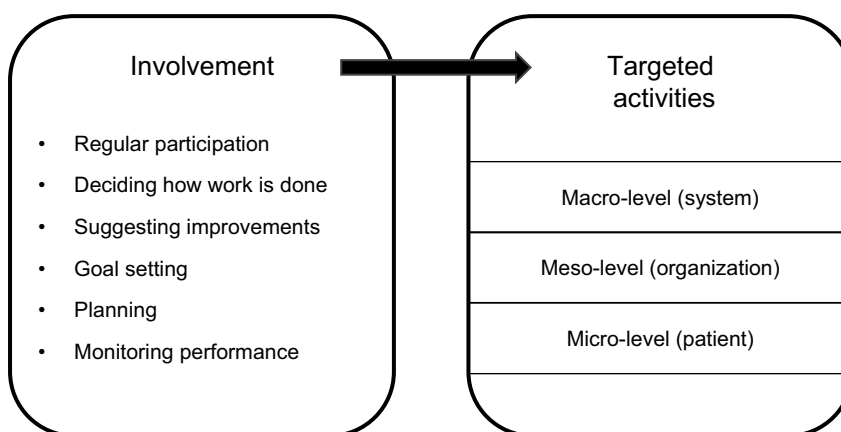 Involvement
• Regular participation
• Deciding how work is done
• Suggesting improvements
• Goal setting
• Planning
• Monitoring performance
Targeted
activities
Macro-level (system)
Meso-level (organization)
Micro-level (patient)